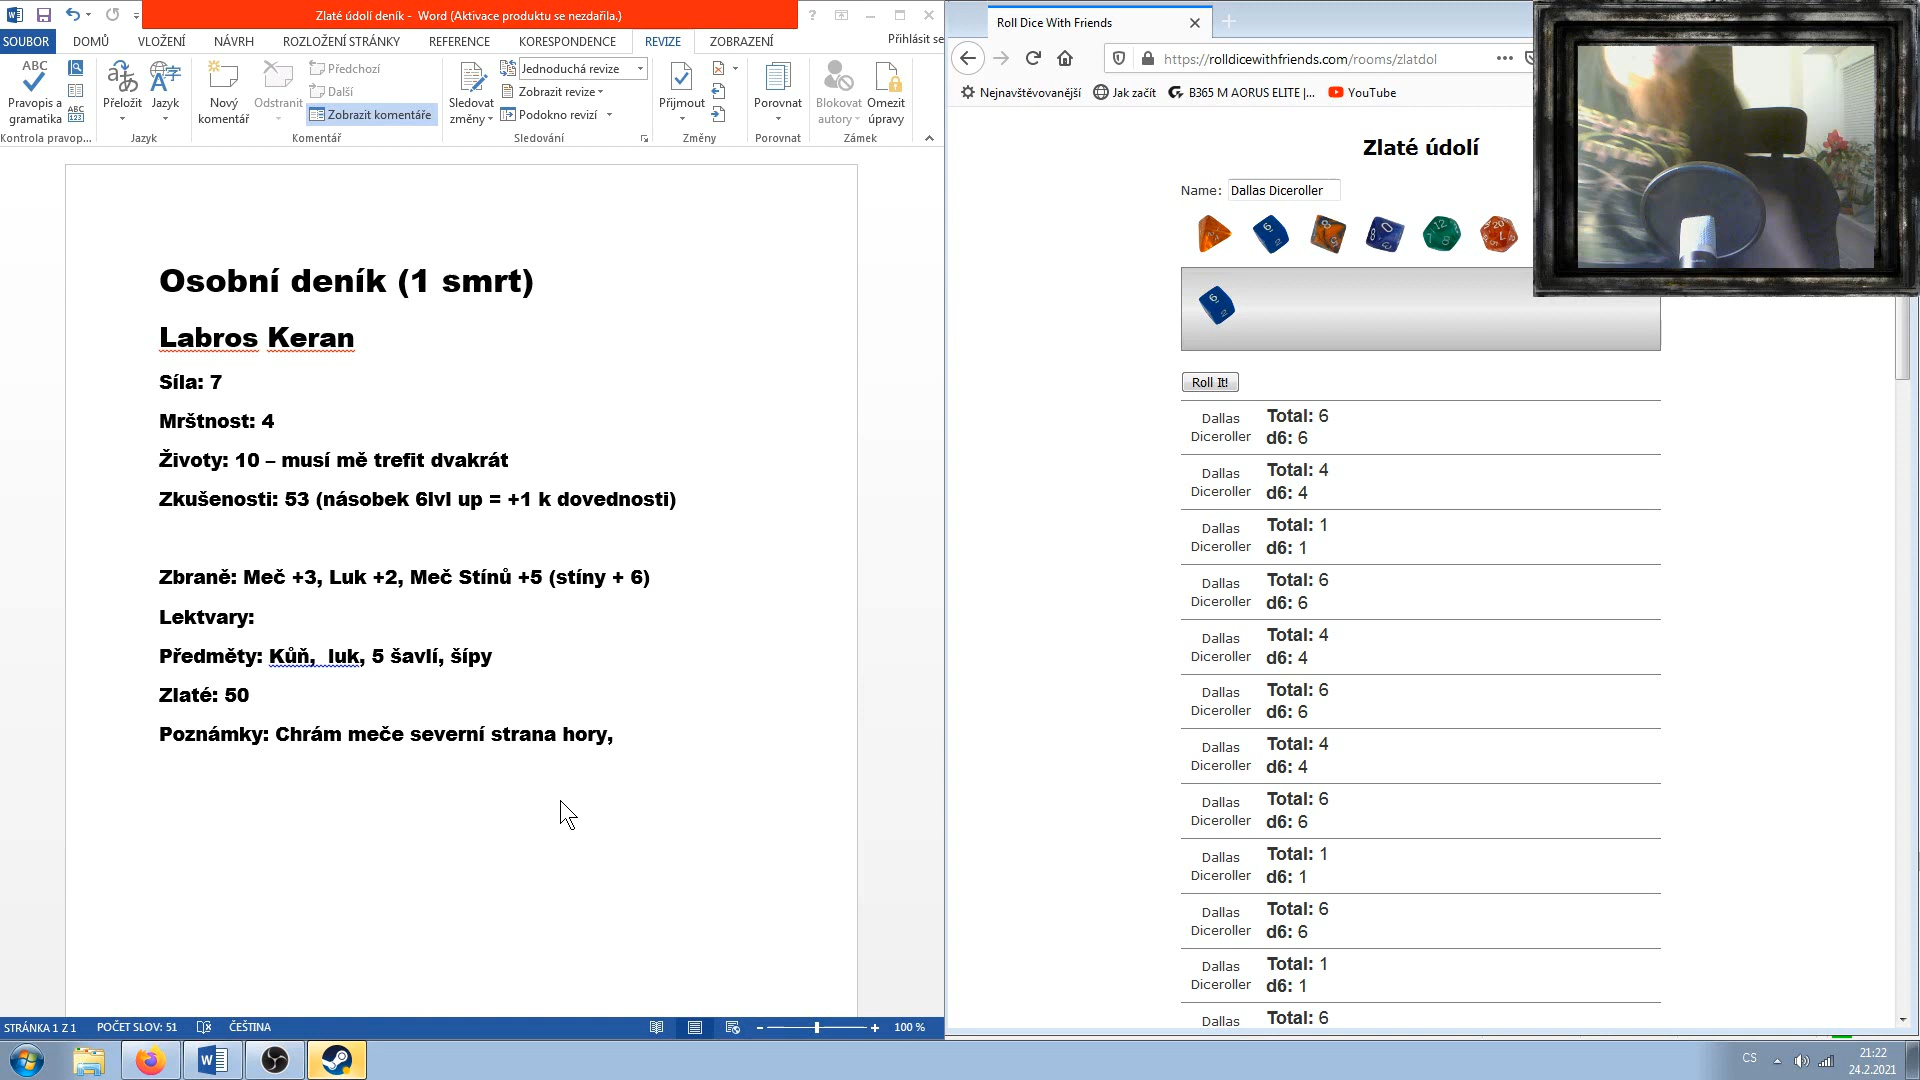 Zlaté údolí deník - Word (Aktivace produktu se nezdařila.)
SOUBOR DOMŮ VLOŽENÍ NÁVRH ROZLOŽENÍ STRÁNKY REFERENCE KORESPONDENCE REVIZE ZOBRAZENÍ Přihlásit se
Pravopis a gramatika
Přeložit
Jazyk
Nový komentář
Odstranit
Předchozí
Další
Zobrazit komentáře
Sledovat změny
Jednoduchá revize
Zobrazit revize
Podokno revizí
Přijmout
Porovnat
Blokovat autory
Omezit úpravy
Kontrola pravop... Jazyk Komentář Sledování Změny Porovnat Zámek
Osobní deník (1 smrt)
Labros Keran
Síla: 7
Mrštnost: 4
Životy: 10 – musí mě trefit dvakrát
Zkušenosti: 53 (násobek 6lvl up = +1 k dovednosti)
Zbraně: Meč +3, Luk +2, Meč Stínů +5 (stíny + 6)
Lektvary:
Předměty: Kůň,  luk, 5 šavlí, šípy
Zlaté: 50
Poznámky: Chrám meče severní strana hory,
STRÁNKA 1 Z 1 POČET SLOV: 51 ČEŠTINA 100 %
Roll Dice With Friends
https://rolldicewithfriends.com/rooms/zlatdol
Nejnavštěvovanější Jak začít B365 M AORUS ELITE |... YouTube
Zlaté údolí
Name: Dallas Diceroller
Roll It!
Dallas Diceroller Total: 6
d6: 6
Dallas Diceroller Total: 4
d6: 4
Dallas Diceroller Total: 1
d6: 1
Dallas Diceroller Total: 6
d6: 6
Dallas Diceroller Total: 4
d6: 4
Dallas Diceroller Total: 6
d6: 6
Dallas Diceroller Total: 4
d6: 4
Dallas Diceroller Total: 6
d6: 6
Dallas Diceroller Total: 1
d6: 1
Dallas Diceroller Total: 6
d6: 6
Dallas Diceroller Total: 1
d6: 1
Dallas Total: 6
CS 21:22
24.2.2021